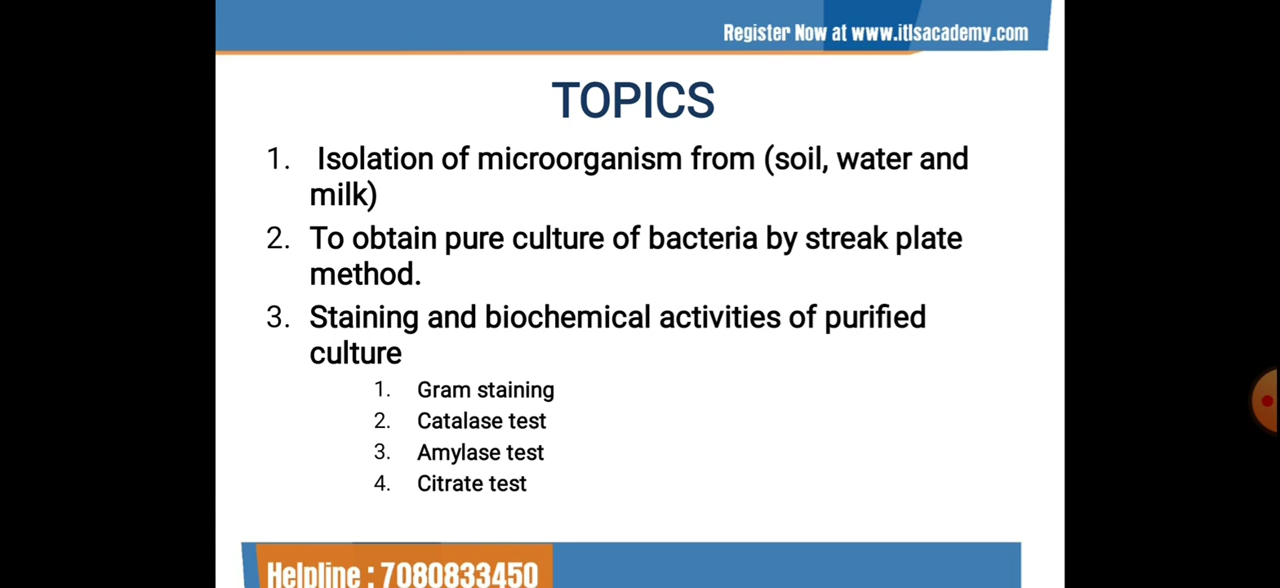 Register Now at www.itlsacademy.com
TOPICS
1. Isolation of microorganism from (soil, water and
milk)
2. To obtain pure culture of bacteria by streak plate
method.
3. Staining and biochemical activities of purified
culture
1. Gram staining
2. Catalase test
3. Amylase test
4. Citrate test
Helpline : 7080833450